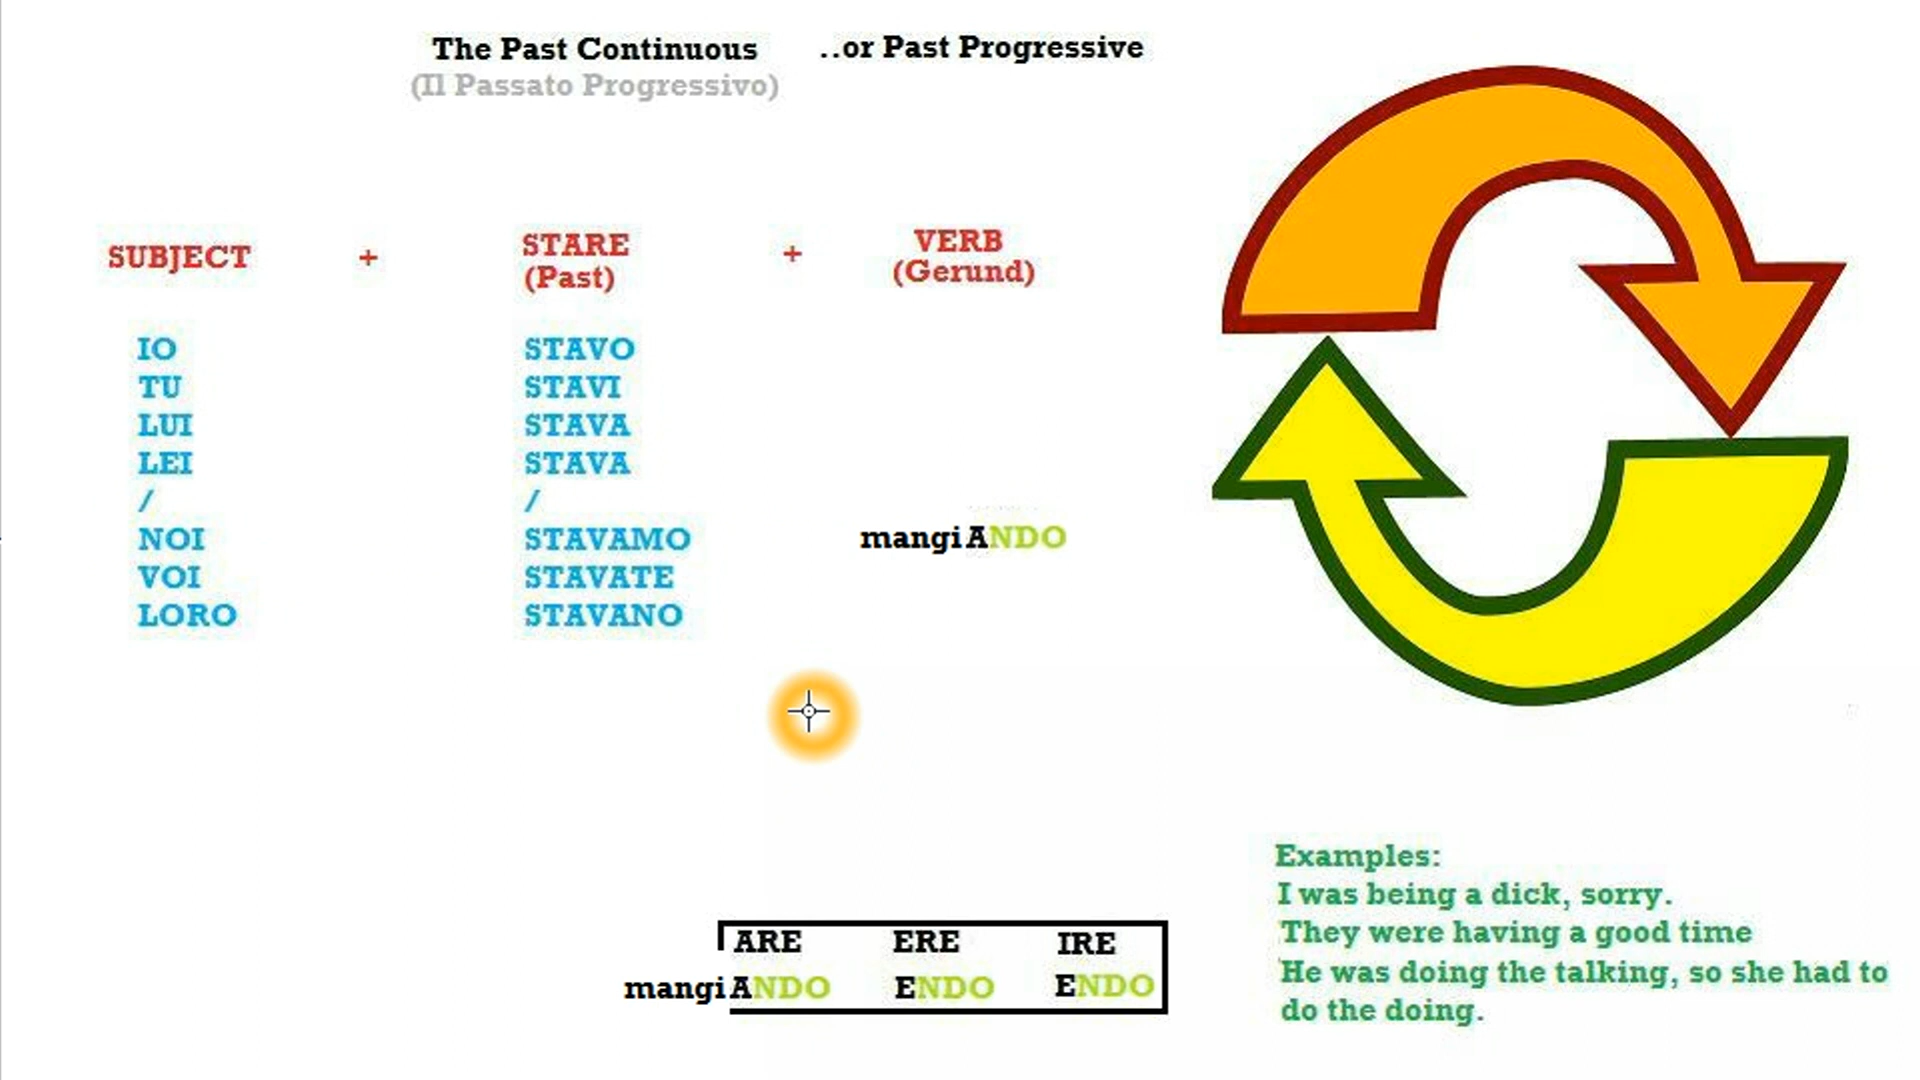 The Past Continuous ..or Past Progressive
(Il Passato Progressivo)
SUBJECT + STARE + VERB
(Past) (Gerund)
IO STAVO
TU STAVI
LUI STAVA
LEI STAVA
/ /
NOI STAVAMO mangiANDO
VOI STAVATE
LORO STAVANO
ARE ERE IRE
mangiANDO ENDO ENDO
Examples:
I was being a dick, sorry.
They were having a good time
He was doing the talking, so she had to
do the doing.